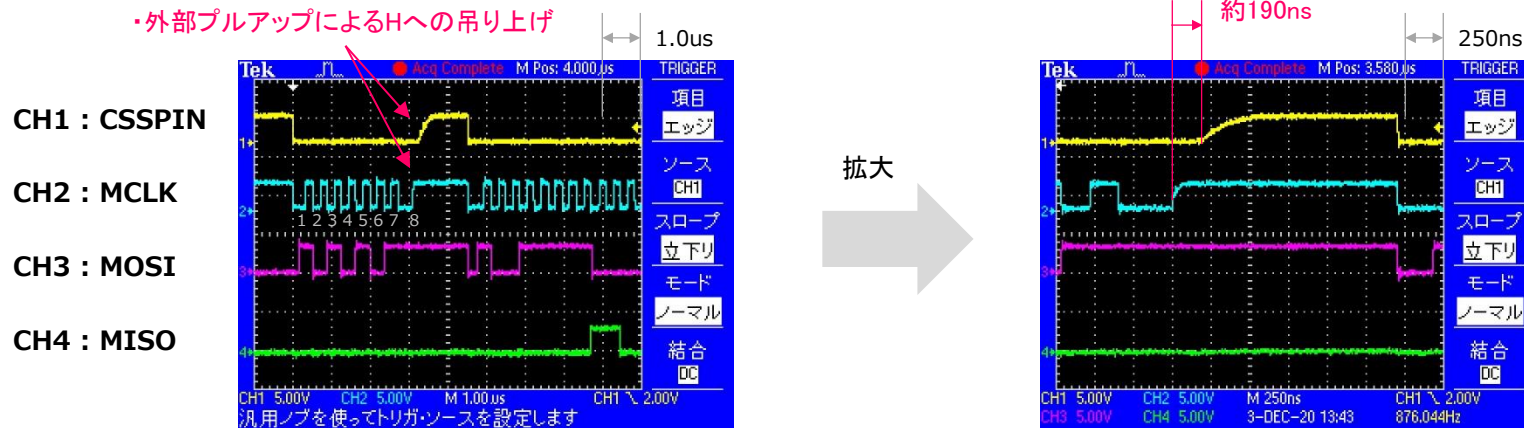 ・外部プルアップによるHへの吊り上げ
1.0us
CH1：CSSPIN
CH2：MCLK
CH3：MOSI
CH4：MISO
Tek
Acq Complete
M Pos: 4.000µs
TRIGGER
項目
エッジ
ソース
CH1
スロープ
立下り
モード
ノーマル
結合
DC
1
2
3
4
1 2 3 4 5 6 7 8
CH1 5.00V
CH2 5.00V
M 1.00µs
CH1 \ 2.00V
汎用ノブを使ってトリガ・ソースを設定します
拡大
約190ns
250ns
Tek
Acq Complete
M Pos: 3.580µs
TRIGGER
項目
エッジ
ソース
CH1
スロープ
立下り
モード
ノーマル
結合
DC
1
2
3
4
CH1 5.00V
CH2 5.00V
M 250ns
CH1 \ 2.00V
CH3 5.00V
CH4 5.00V
3-DEC-20 13:43
876.044Hz